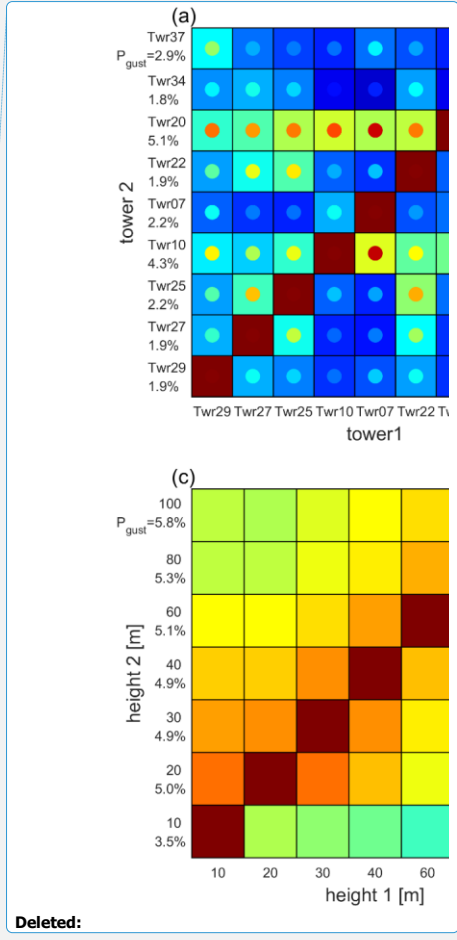 (a)
Twr37
Pgust=2.9%
Twr34
1.8%
Twr20
5.1%
Twr22
1.9%
Twr07
2.2%
Twr10
4.3%
Twr25
2.2%
Twr27
1.9%
Twr29
1.9%
tower 2
Twr29 Twr27 Twr25 Twr10 Twr07 Twr22
tower1
(c)
100
Pgust=5.8%
80
5.3%
60
5.1%
40
4.9%
30
4.9%
20
5.0%
10
3.5%
height 2 [m]
10 20 30 40 60
height 1 [m]
Deleted: